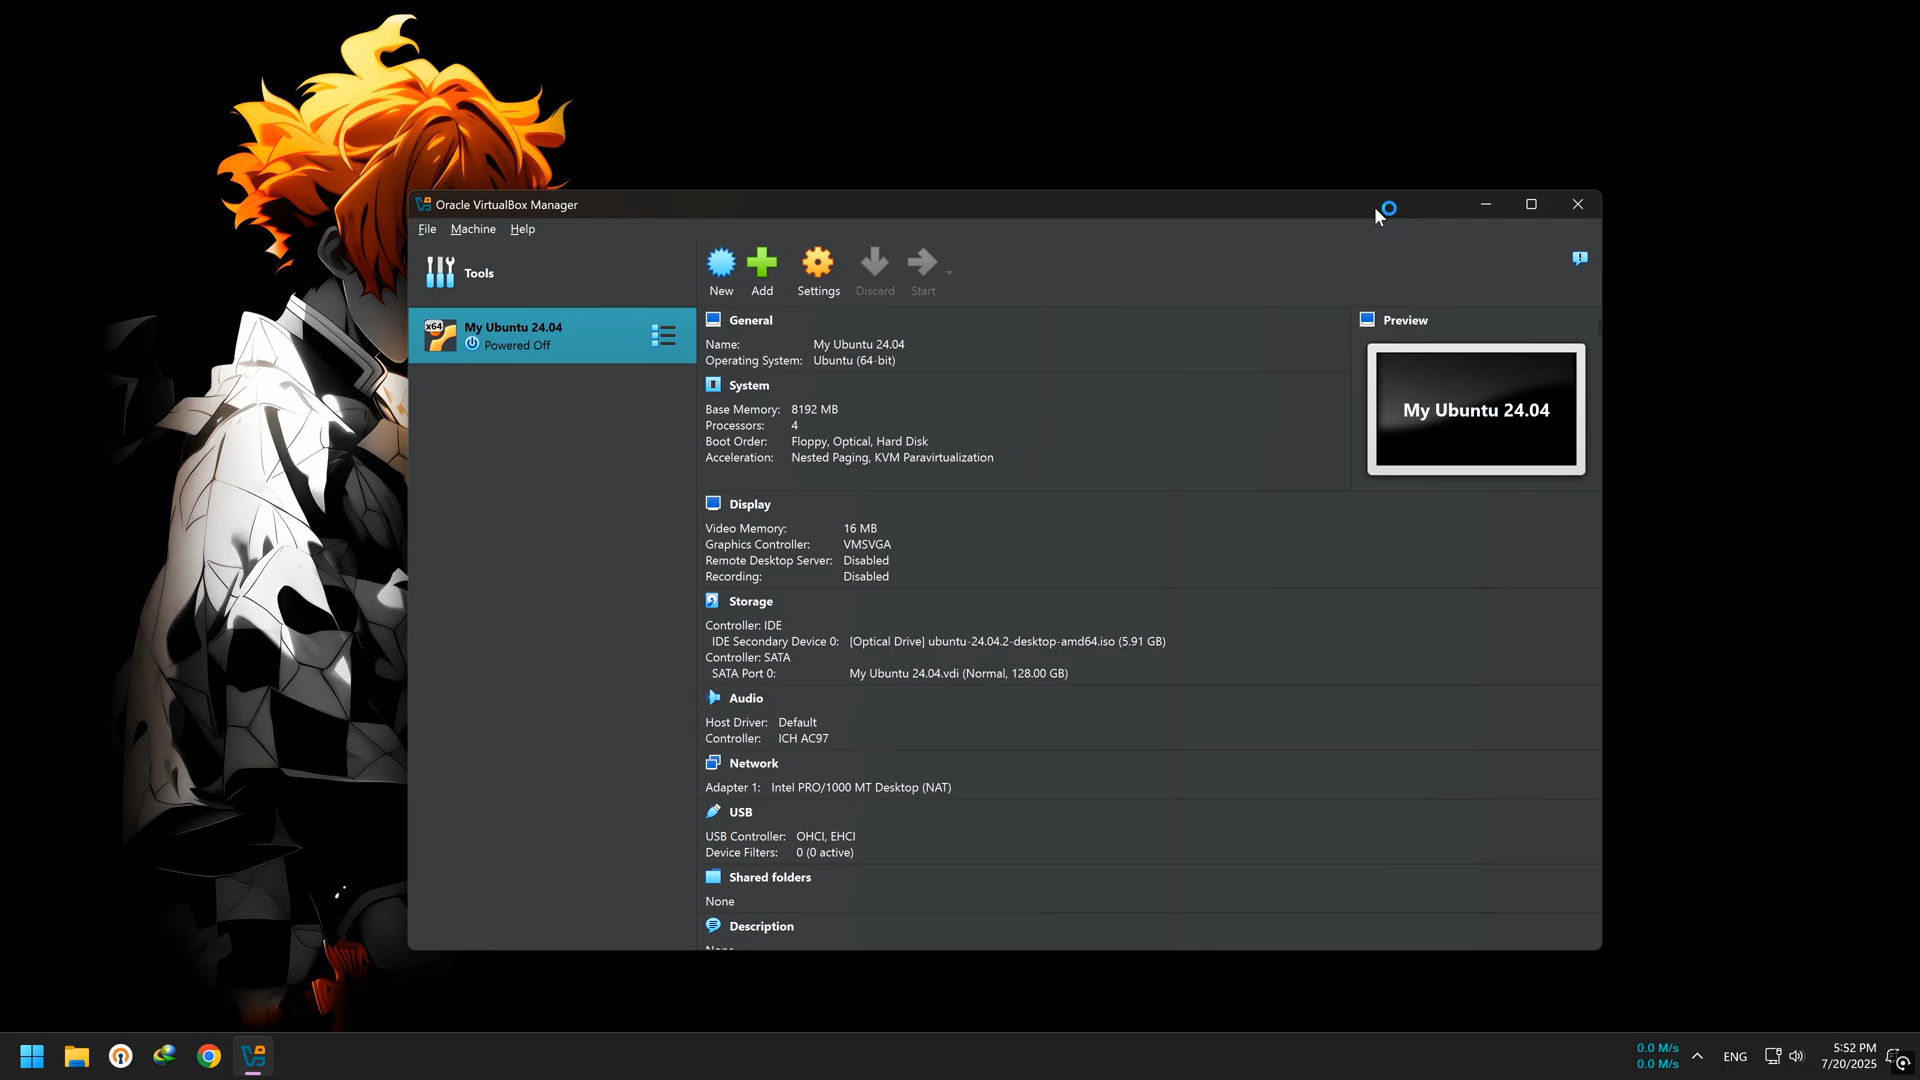 Oracle VirtualBox Manager
File Machine Help
Tools
New Add Settings Discard Start
x64
My Ubuntu 24.04
Powered Off
General
Name: My Ubuntu 24.04
Operating System: Ubuntu (64-bit)
System
Base Memory: 8192 MB
Processors: 4
Boot Order: Floppy, Optical, Hard Disk
Acceleration: Nested Paging, KVM Paravirtualization
Preview
My Ubuntu 24.04
Display
Video Memory: 16 MB
Graphics Controller: VMSVGA
Remote Desktop Server: Disabled
Recording: Disabled
Storage
Controller: IDE
IDE Secondary Device 0: [Optical Drive] ubuntu-24.04.2-desktop-amd64.iso (5.91 GB)
Controller: SATA
SATA Port 0: My Ubuntu 24.04.vdi (Normal, 128.00 GB)
Audio
Host Driver: Default
Controller: ICH AC97
Network
Adapter 1: Intel PRO/1000 MT Desktop (NAT)
USB
USB Controller: OHCI, EHCI
Device Filters: 0 (0 active)
Shared folders
None
Description
0.0 M/s
0.0 M/s
ENG
5:52 PM
7/20/2025